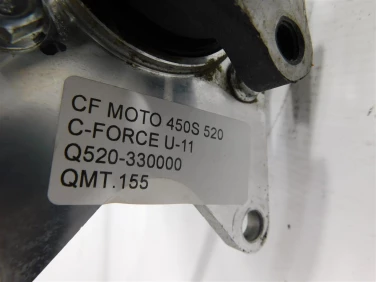 CF MOTO 450S 520
C-FORCE U-11
Q520-330000
QMT.155